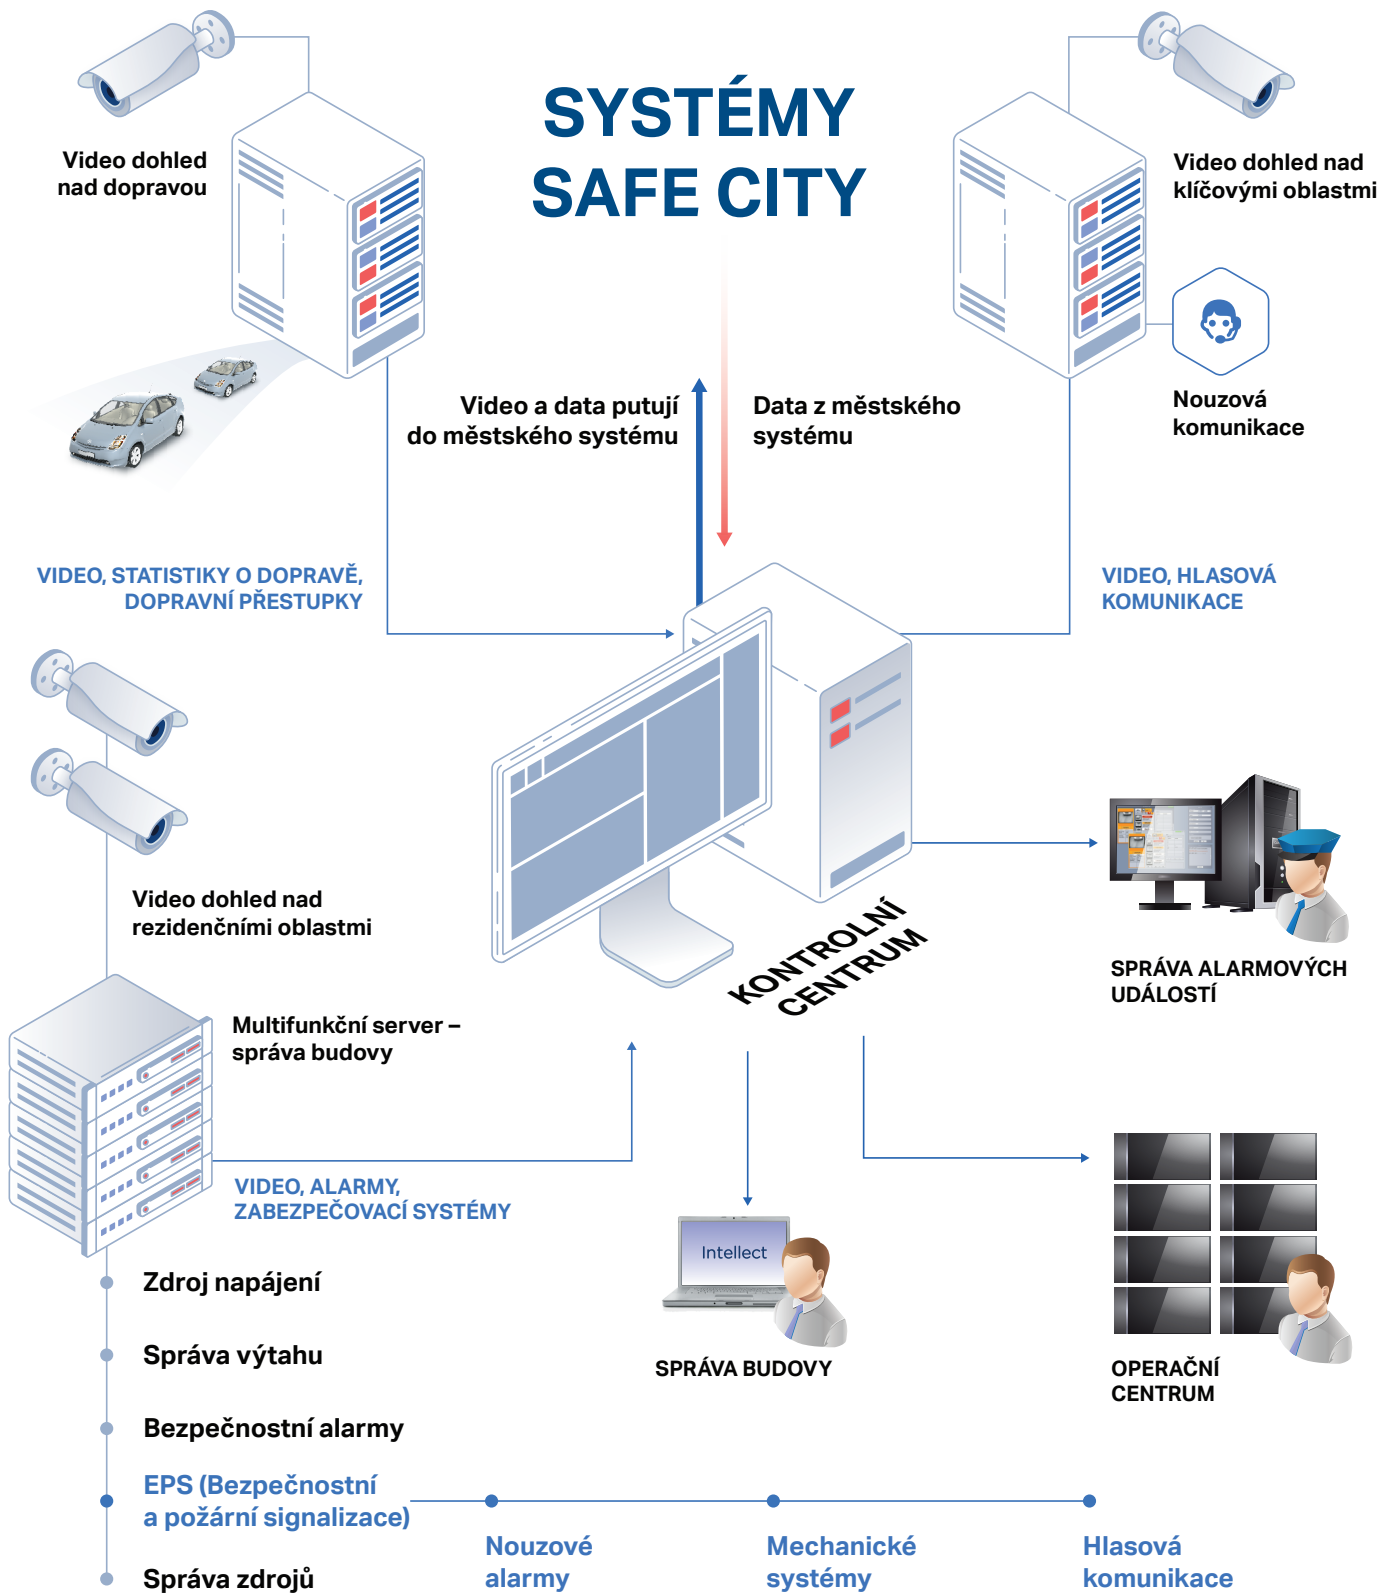 SYSTÉMY
SAFE CITY
Video dohled
nad dopravou
Video dohled nad
klíčovými oblastmi
Nouzová
komunikace
Video a data putují
do městského systému
Data z městského
systému
VIDEO, STATISTIKY O DOPRAVĚ,
DOPRAVNÍ PŘESTUPKY
VIDEO, HLASOVÁ
KOMUNIKACE
Video dohled nad
rezidenčními oblastmi
KONTROLNÍ
CENTRUM
SPRÁVA ALARMOVÝCH
UDÁLOSTÍ
Multifunkční server –
správa budovy
VIDEO, ALARMY,
ZABEZPEČOVACÍ SYSTÉMY
Intellect
SPRÁVA BUDOVY
OPERAČNÍ
CENTRUM
Zdroj napájení
Správa výtahu
Bezpečnostní alarmy
EPS (Bezpečnostní
a požární signalizace)
Nouzové
alarmy
Mechanické
systémy
Hlasová
komunikace
Správa zdrojů